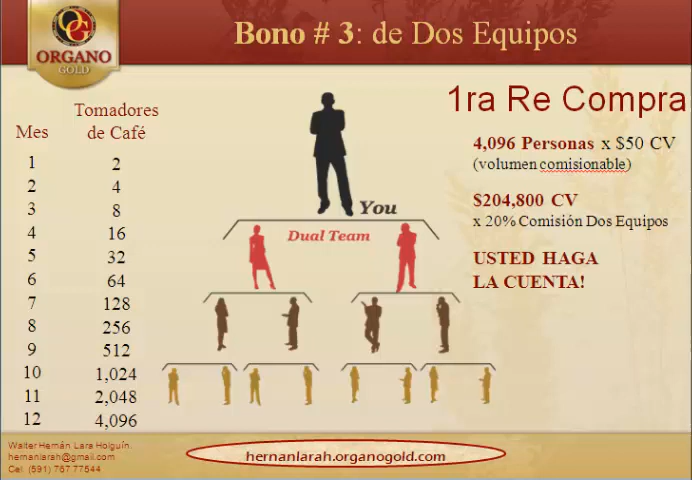 OG
ORGANO
GOLD
Bono # 3: de Dos Equipos
Mes
Tomadores
de Café
1 2
2 4
3 8
4 16
5 32
6 64
7 128
8 256
9 512
10 1,024
11 2,048
12 4,096
You
Dual Team
1ra Re Compra
4,096 Personas x $50 CV
(volumen comisionable)
$204,800 CV
x 20% Comisión Dos Equipos
USTED HAGA
LA CUENTA!
Walter Hernán Lara Holguín.
hernanlarah@gmail.com
Cel. (591) 767 77544
hernanlarah.organogold.com